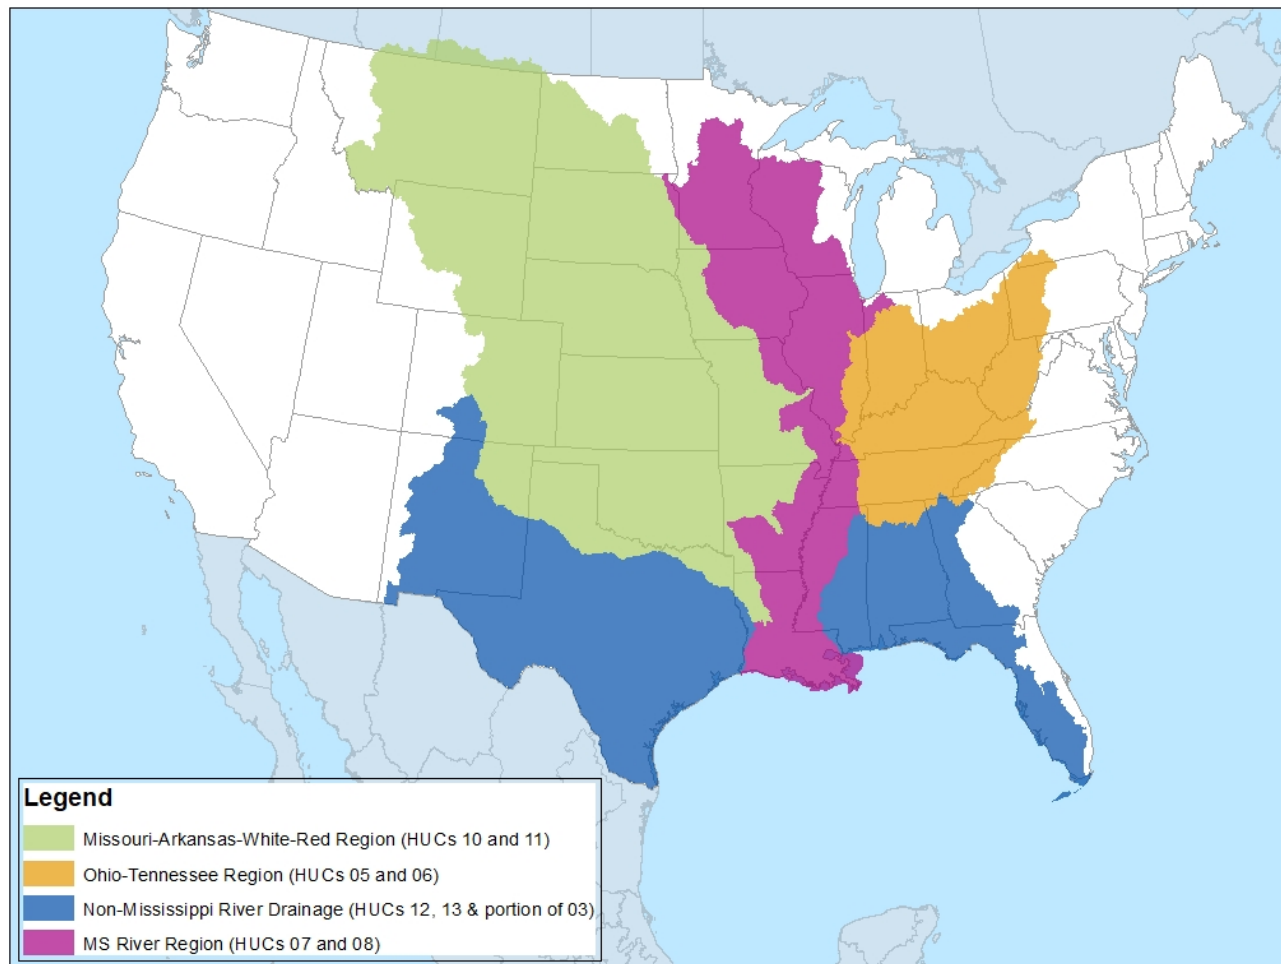 Legend
Missouri-Arkansas-White-Red Region (HUCs 10 and 11)
Ohio-Tennessee Region (HUCs 05 and 06)
Non-Mississippi River Drainage (HUCs 12, 13 & portion of 03)
MS River Region (HUCs 07 and 08)